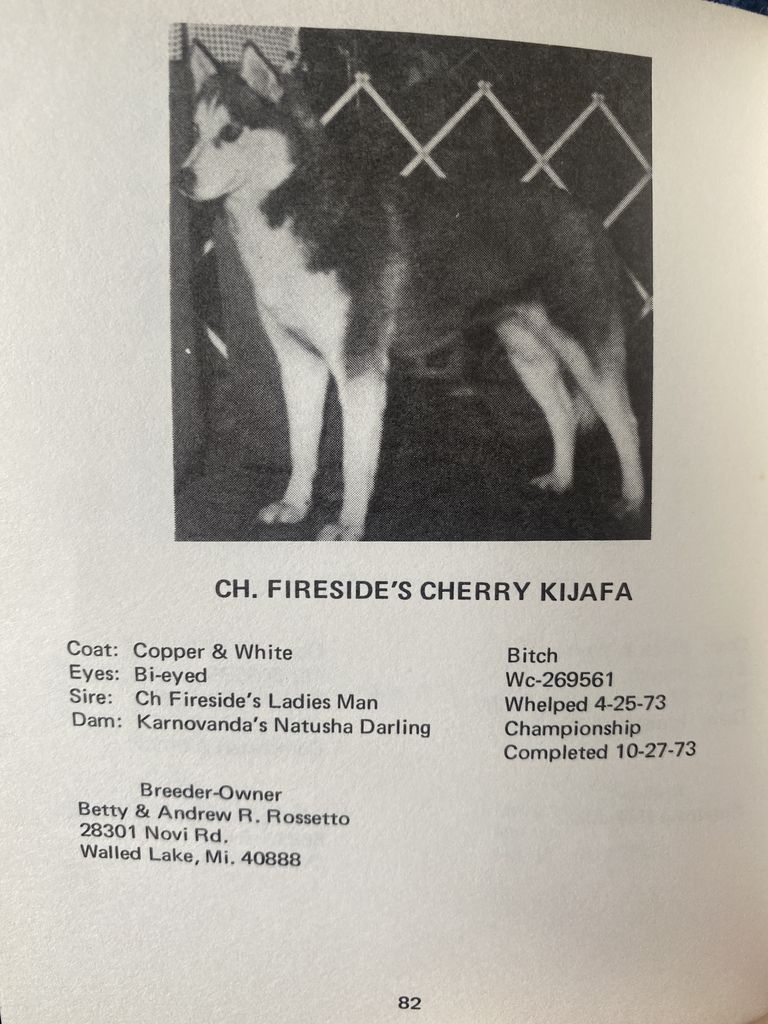 CH. FIRESIDE'S CHERRY KIJAFA
Coat: Copper & White
Eyes: Bi-eyed
Sire: Ch Fireside's Ladies Man
Dam: Karnovanda's Natusha Darling
Bitch
Wc-269561
Whelped 4-25-73
Championship
Completed 10-27-73
Breeder-Owner
Betty & Andrew R. Rossetto
28301 Novi Rd.
Walled Lake, Mi. 40888
82